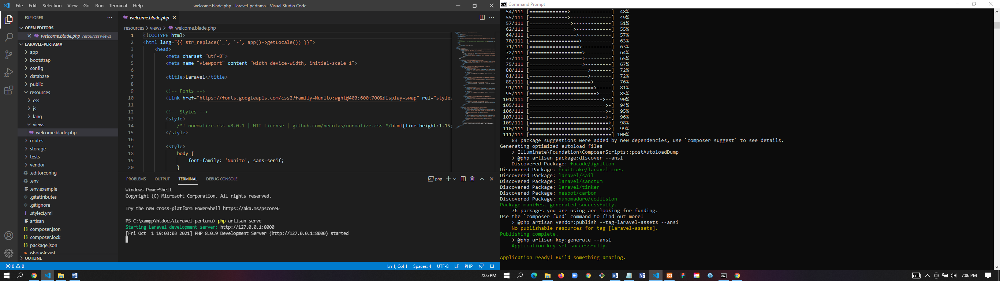 File Edit Selection View Go Run Terminal Help
welcome.blade.php - laravel-pertama - Visual Studio Code
EXPLORER
OPEN EDITORS
welcome.blade.php resources\views
LARAVEL-PERTAMA
app
bootstrap
config
database
public
resources
css
js
lang
views
welcome.blade.php
routes
storage
tests
vendor
.editorconfig
.env
.env.example
.gitattributes
.gitignore
.styleci.yml
artisan
composer.json
composer.lock
package.json
phpunit.xml
OUTLINE
welcome.blade.php
resources > views > welcome.blade.php
1 <!DOCTYPE html>
2 <html lang="{{ str_replace('_', '-', app()->getLocale()) }}">
3 <head>
4 <meta charset="utf-8">
5 <meta name="viewport" content="width=device-width, initial-scale=1">
6
7 <title>Laravel</title>
8
9 <!-- Fonts -->
10 <link href="https://fonts.googleapis.com/css2?family=Nunito:wght@400;600;700&display=swap" rel="styles
11
12 <!-- Styles -->
13 <style>
14 /*! normalize.css v8.0.1 | MIT License | github.com/necolas/normalize.css */html{line-height:1.15;
15 </style>
16
17 <style>
18 body {
19 font-family: 'Nunito', sans-serif;
20 }
PROBLEMS OUTPUT TERMINAL DEBUG CONSOLE
php
Windows PowerShell
Copyright (C) Microsoft Corporation. All rights reserved.
Try the new cross-platform PowerShell https://aka.ms/pscore6
PS C:\xampp\htdocs\laravel-pertama> php artisan serve
Starting Laravel development server: http://127.0.0.1:8000
[Fri Oct  1 19:03:03 2021] PHP 8.0.9 Development Server (http://127.0.0.1:8000) started
0 0
Ln 1, Col 1 Spaces: 4 UTF-8 LF PHP
7:06 PM
Command Prompt
54/111 [=============>--------------]  48%
55/111 [=============>--------------]  49%
57/111 [==============>-------------]  51%
62/111 [===============>------------]  55%
64/111 [================>-----------]  57%
70/111 [=================>----------]  63%
71/111 [=================>----------]  63%
72/111 [==================>---------]  64%
73/111 [==================>---------]  65%
75/111 [==================>---------]  67%
80/111 [====================>-------]  72%
81/111 [====================>-------]  72%
85/111 [=====================>------]  76%
91/111 [======================>-----]  81%
95/111 [=======================>----]  85%
101/111 [=========================>--]  90%
105/111 [==========================>-]  94%
106/111 [==========================>-]  95%
107/111 [==========================>-]  96%
109/111 [===========================>]  98%
110/111 [===========================>]  99%
111/111 [============================] 100%
83 package suggestions were added by new dependencies, use `composer suggest` to see details.
Generating optimized autoload files
> Illuminate\Foundation\ComposerScripts::postAutoloadDump
> @php artisan package:discover --ansi
Discovered Package: facade/ignition
Discovered Package: fruitcake/laravel-cors
Discovered Package: laravel/sail
Discovered Package: laravel/sanctum
Discovered Package: laravel/tinker
Discovered Package: nesbot/carbon
Discovered Package: nunomaduro/collision
Package manifest generated successfully.
76 packages you are using are looking for funding.
Use the `composer fund` command to find out more!
> @php artisan vendor:publish --tag=laravel-assets --ansi
No publishable resources for tag [laravel-assets].
Publishing complete.
> @php artisan key:generate --ansi
Application key set successfully.
Application ready! Build something amazing.
7:06 PM